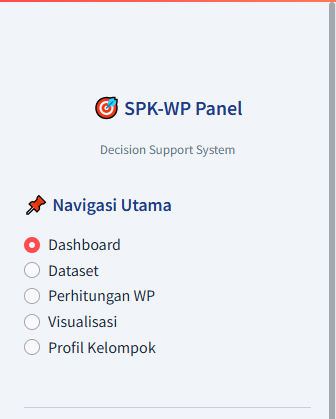 🎯 SPK-WP Panel
Decision Support System
📌 Navigasi Utama
Dashboard
Dataset
Perhitungan WP
Visualisasi
Profil Kelompok